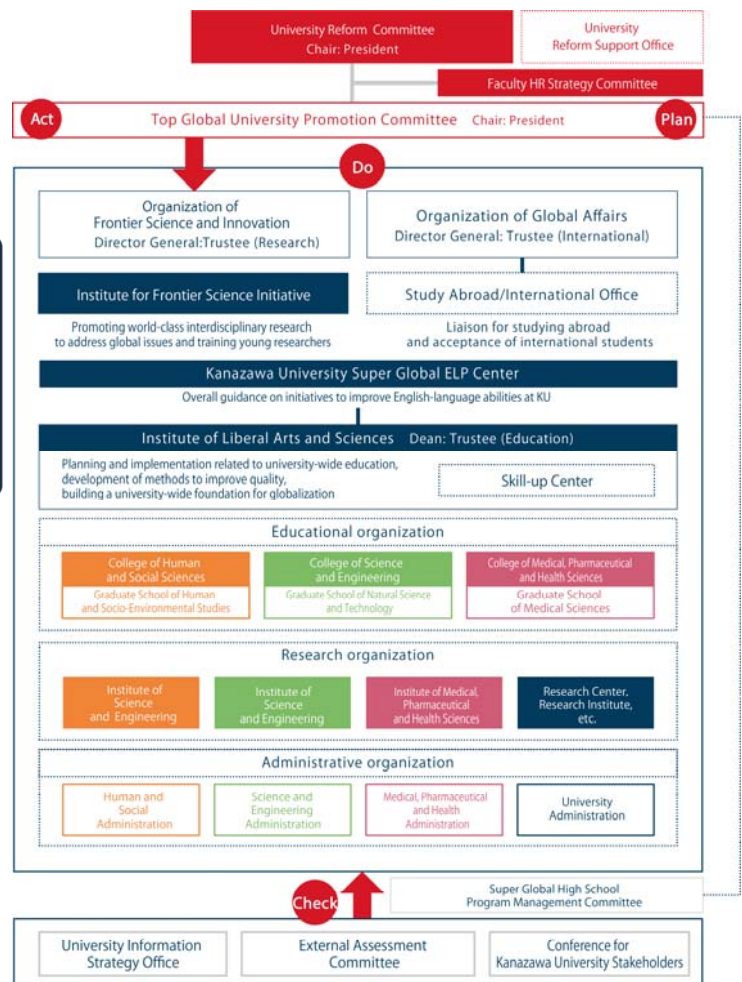 University Reform Committee
Chair: President
University
Reform Support Office
Faculty HR Strategy Committee
Act
Top Global University Promotion Committee Chair: President
Plan
Do
Organization of
Frontier Science and Innovation
Director General:Trustee (Research)
Organization of Global Affairs
Director General: Trustee (International)
Institute for Frontier Science Initiative
Study Abroad/International Office
Promoting world-class interdisciplinary research
to address global issues and training young researchers
Liaison for studying abroad
and acceptance of international students
Kanazawa University Super Global ELP Center
Overall guidance on initiatives to improve English-language abilities at KU
Institute of Liberal Arts and Sciences Dean: Trustee (Education)
Planning and implementation related to university-wide education,
development of methods to improve quality,
building a university-wide foundation for globalization
Skill-up Center
Educational organization
College of Human
and Social Sciences
Graduate School of Human
and Socio-Environmental Studies
College of Science
and Engineering
Graduate School of Natural Science
and Technology
College of Medical, Pharmaceutical
and Health Sciences
Graduate School
of Medical Sciences
Research organization
Institute of
Science
and Engineering
Institute of
Science
and Engineering
Institute of Medical,
Pharmaceutical
and Health Sciences
Research Center,
Research Institute,
etc.
Administrative organization
Human and
Social
Administration
Science and
Engineering
Administration
Medical, Pharmaceutical
and Health
Administration
University
Administration
Check
Super Global High School
Program Management Committee
University Information
Strategy Office
External Assessment
Committee
Conference for
Kanazawa University Stakeholders